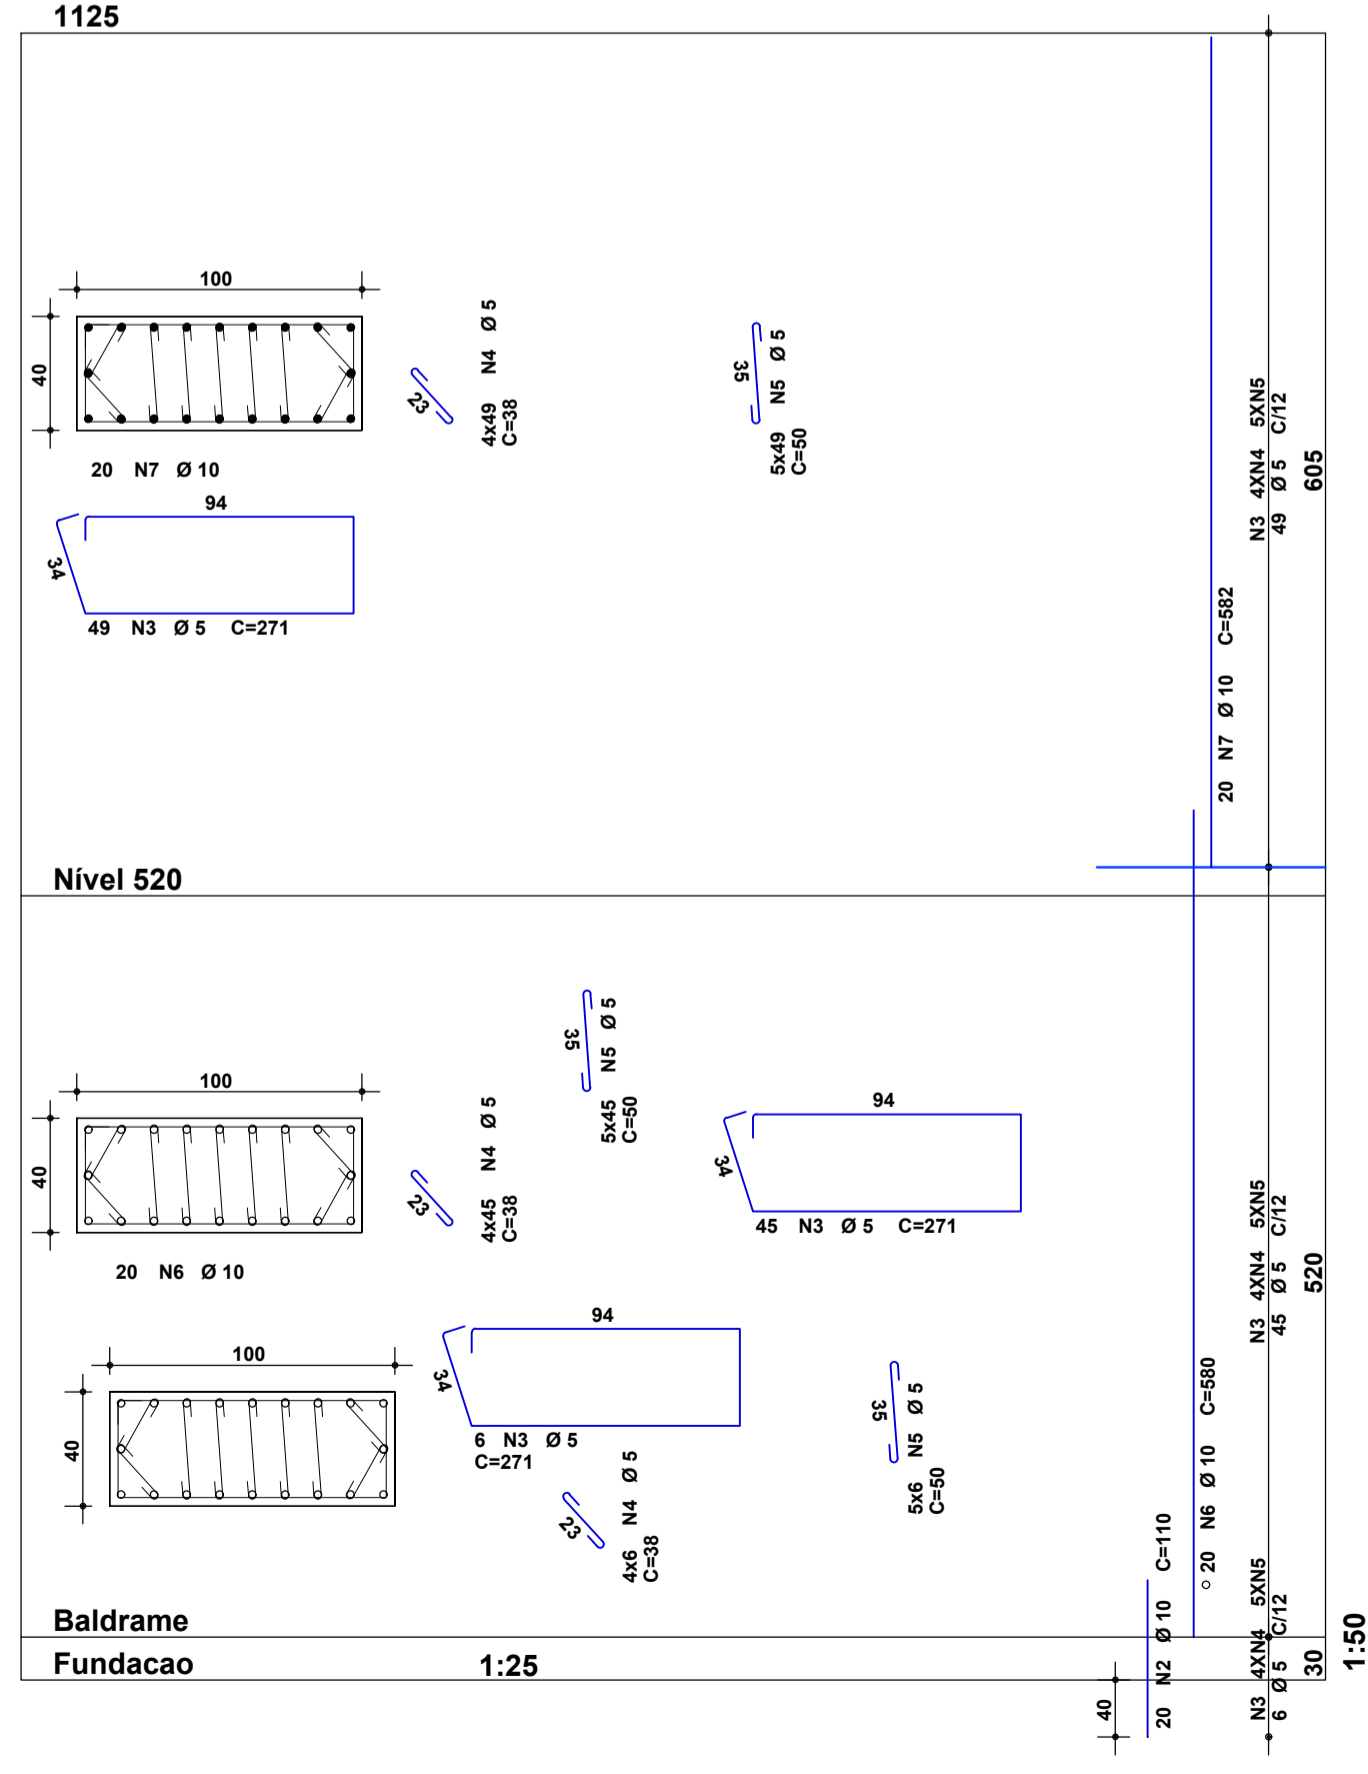 1125
100
40
20 N7 Ø 10
94
34
49 N3 Ø 5 C=271
23
4x49 N4 Ø 5
C=38
35
5x49 N5 Ø 5
C=50
20 N7 Ø 10 C=582
N3 4XN4 5XN5
49 Ø 5 C/12
605
Nível 520
100
40
20 N6 Ø 10
23
4x45 N4 Ø 5
C=38
35
5x45 N5 Ø 5
C=50
94
34
45 N3 Ø 5 C=271
N3 4XN4 5XN5
45 Ø 5 C/12
520
100
40
94
34
6 N3 Ø 5
C=271
23
4x6 N4 Ø 5
C=38
35
5x6 N5 Ø 5
C=50
20 N6 Ø 10 C=580
20 N2 Ø 10 C=110
N3 4XN4 5XN5
6 Ø 5 C/12
Baldrame
Fundacao
1:25
30
1:50
40